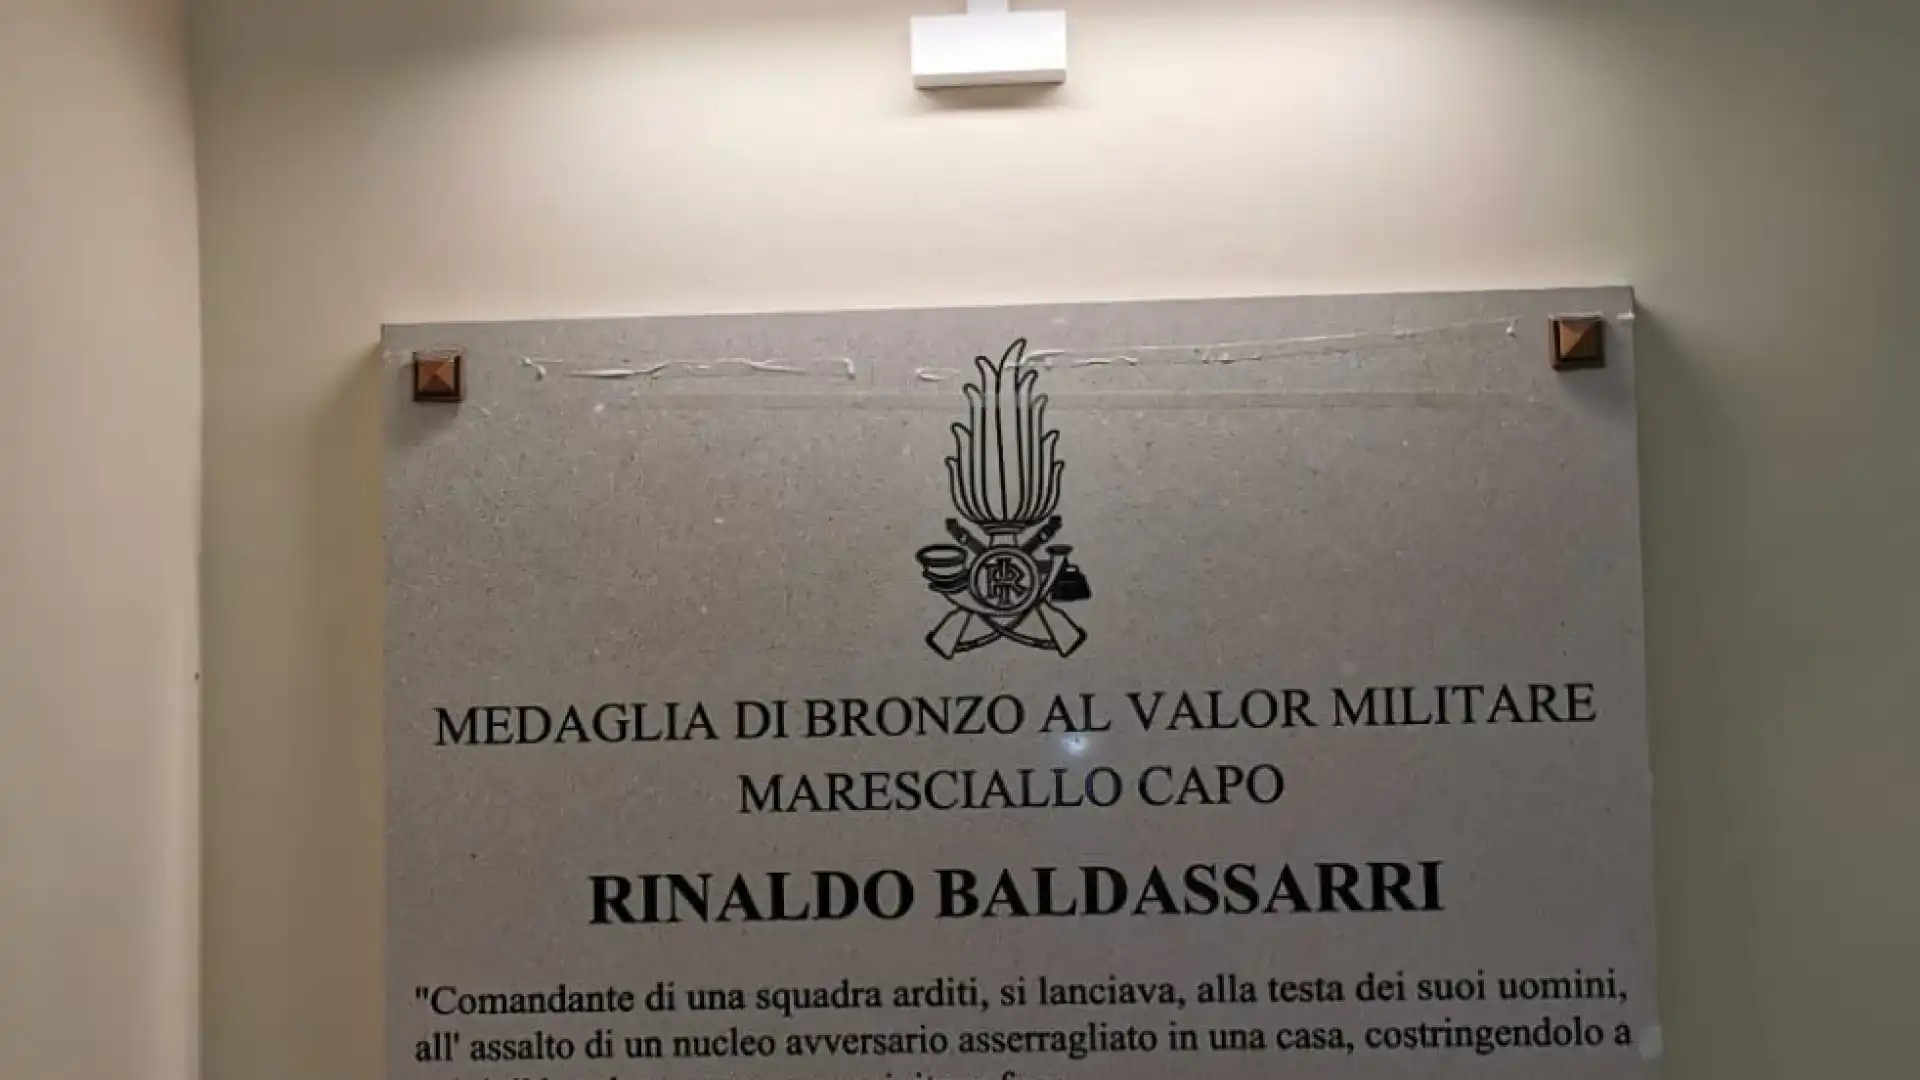 RI
MEDAGLIA DI BRONZO AL VALOR MILITARE
MARESCIALLO CAPO
RINALDO BALDASSARRI
"Comandante di una squadra arditi, si lanciava, alla testa dei suoi uomini,
all' assalto di un nucleo avversario asserragliato in una casa, costringendolo a